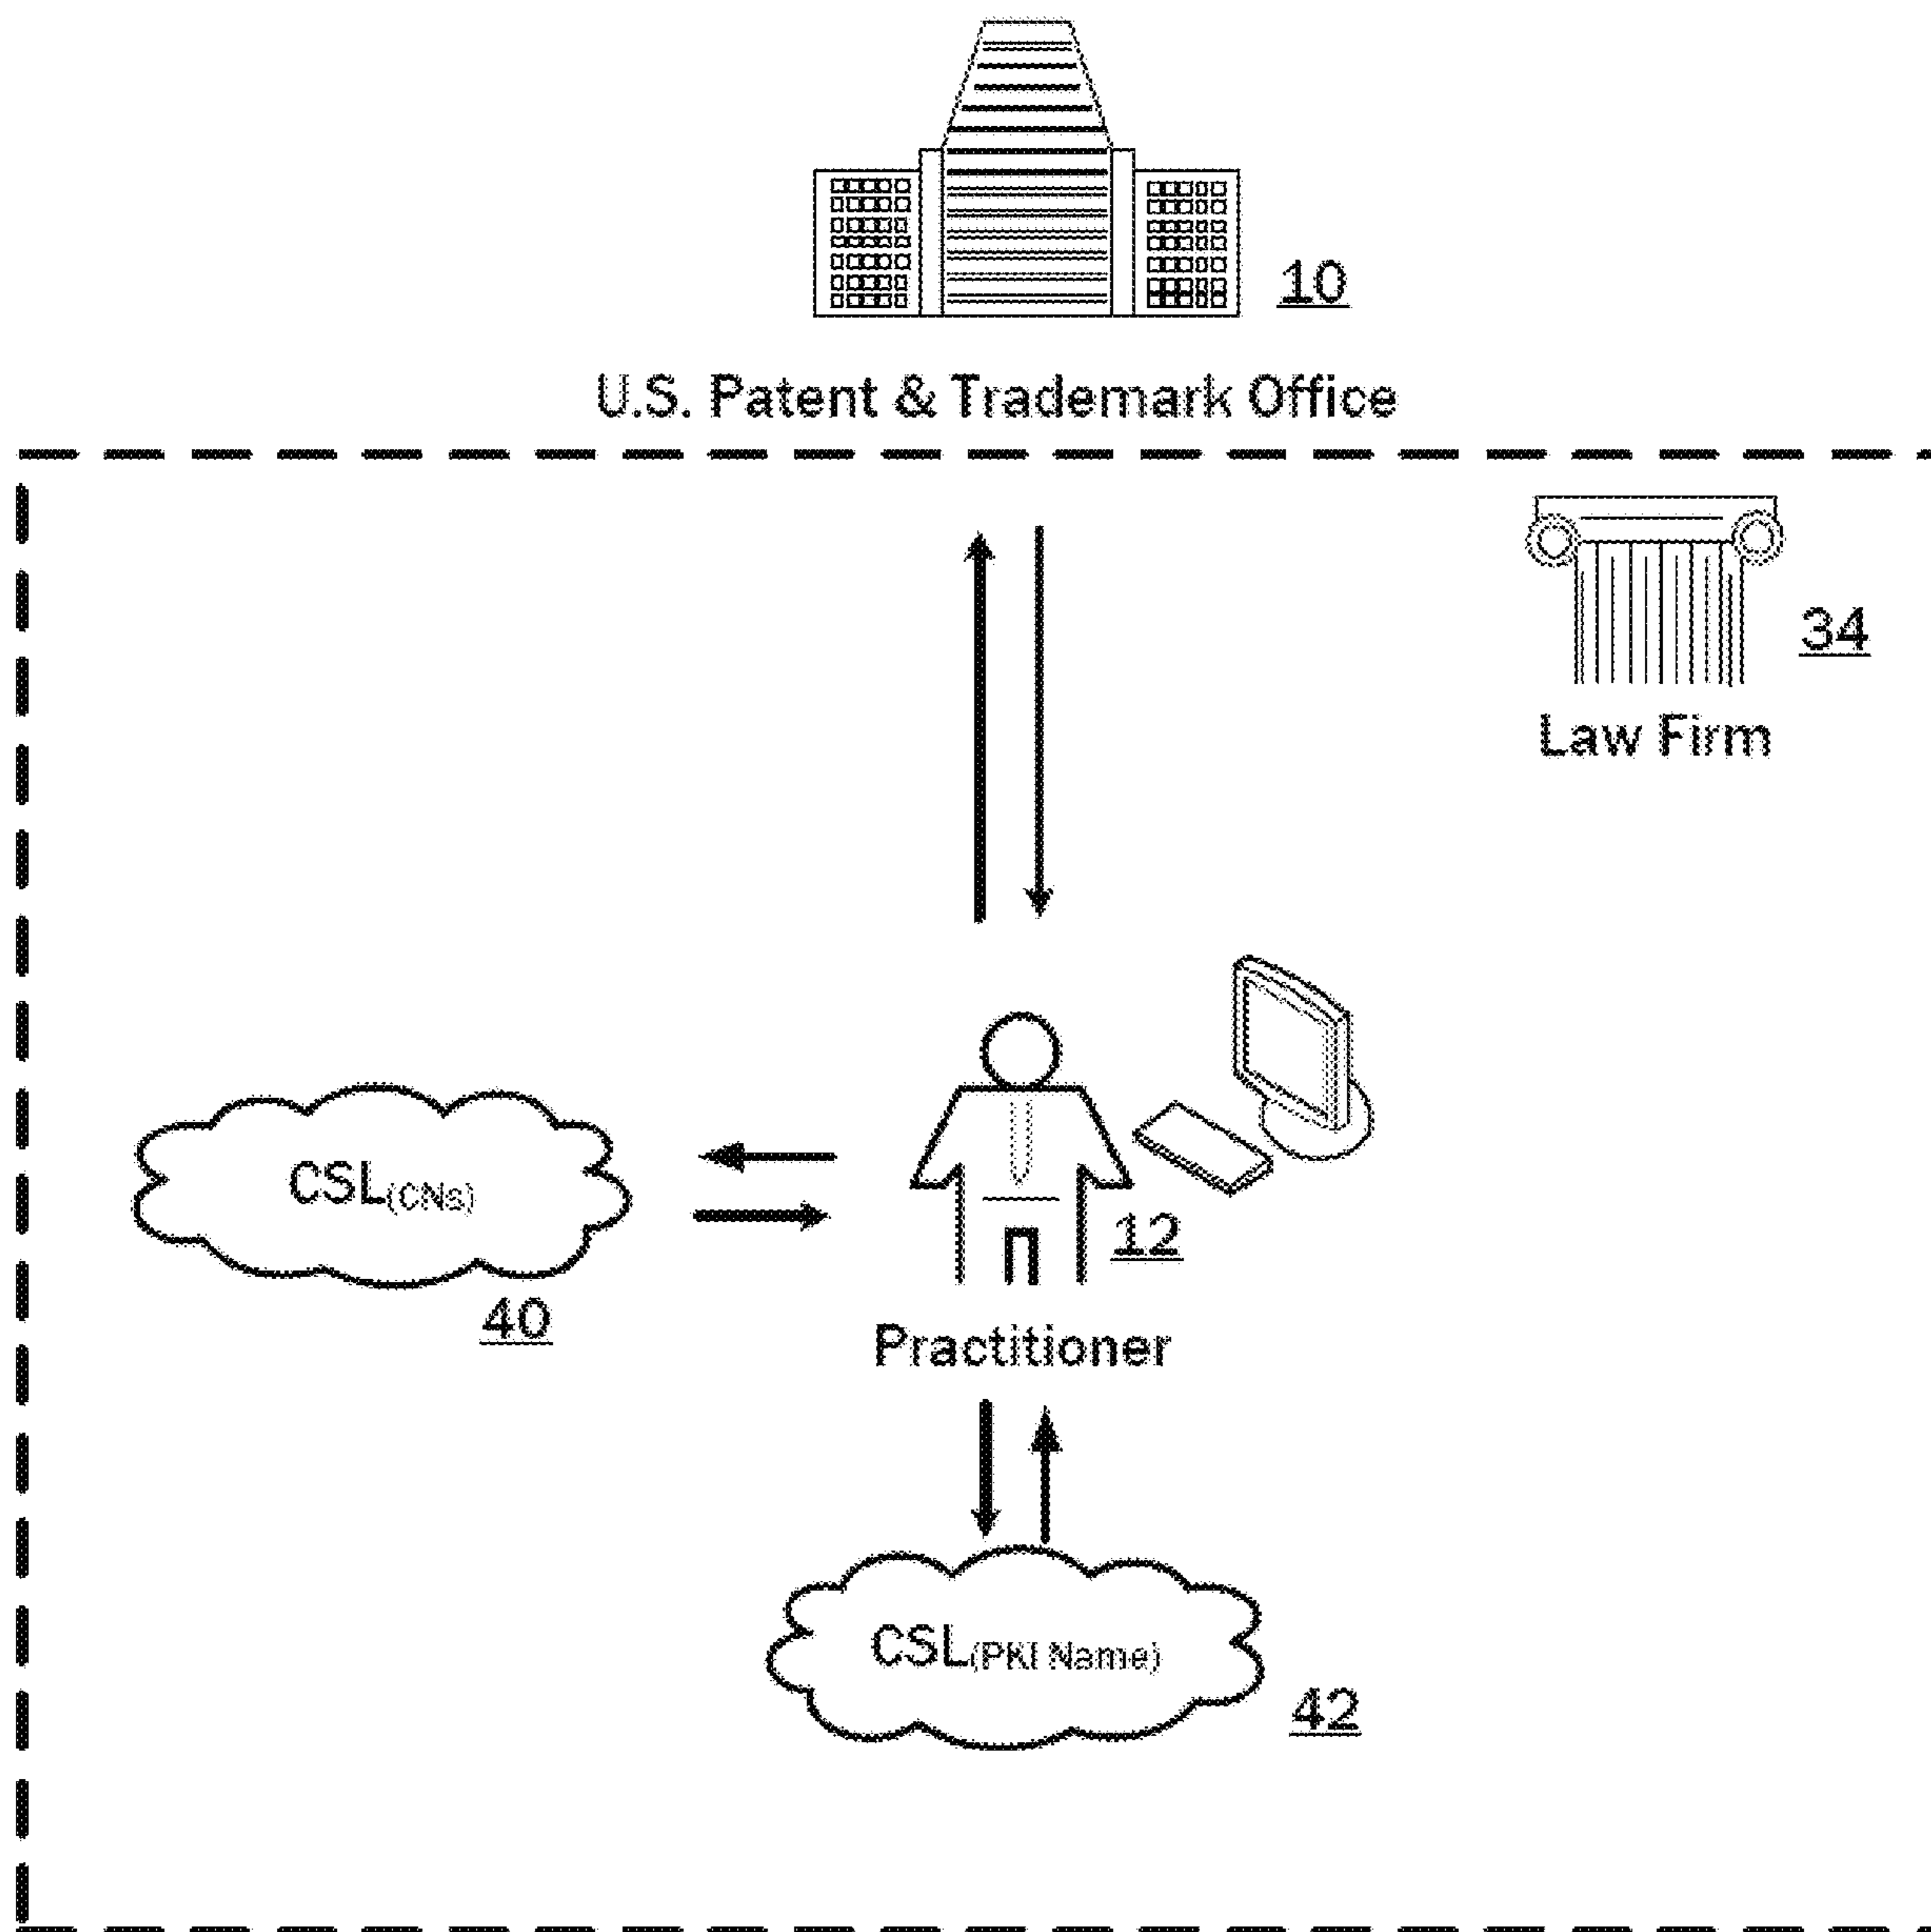 10
U.S. Patent & Trademark Office
34
Law Firm
CSL(CNs)
12
40
Practitioner
CSL(PKI Name)
42